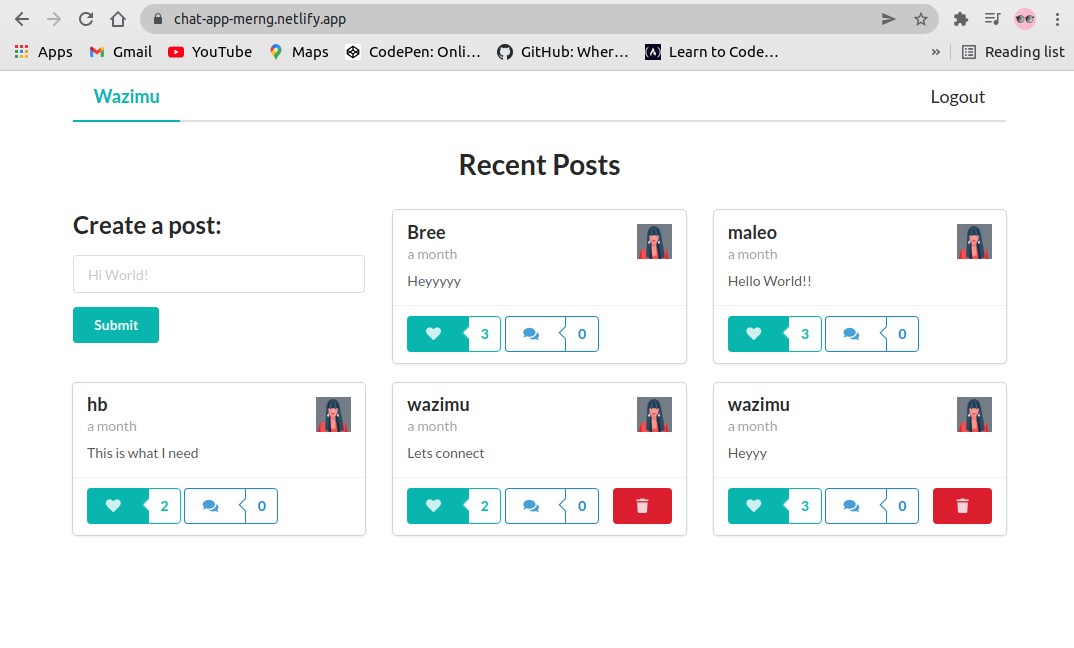 chat-app-merng.netlify.app
Apps Gmail YouTube Maps CodePen: Onli... GitHub: Wher... Learn to Code... » Reading list
Wazimu Logout
Recent Posts
Create a post:
Hi World!
Submit
Bree
a month
Heyyyyy
3 0
maleo
a month
Hello World!!
3 0
hb
a month
This is what I need
2 0
wazimu
a month
Lets connect
2 0
wazimu
a month
Heyyy
3 0